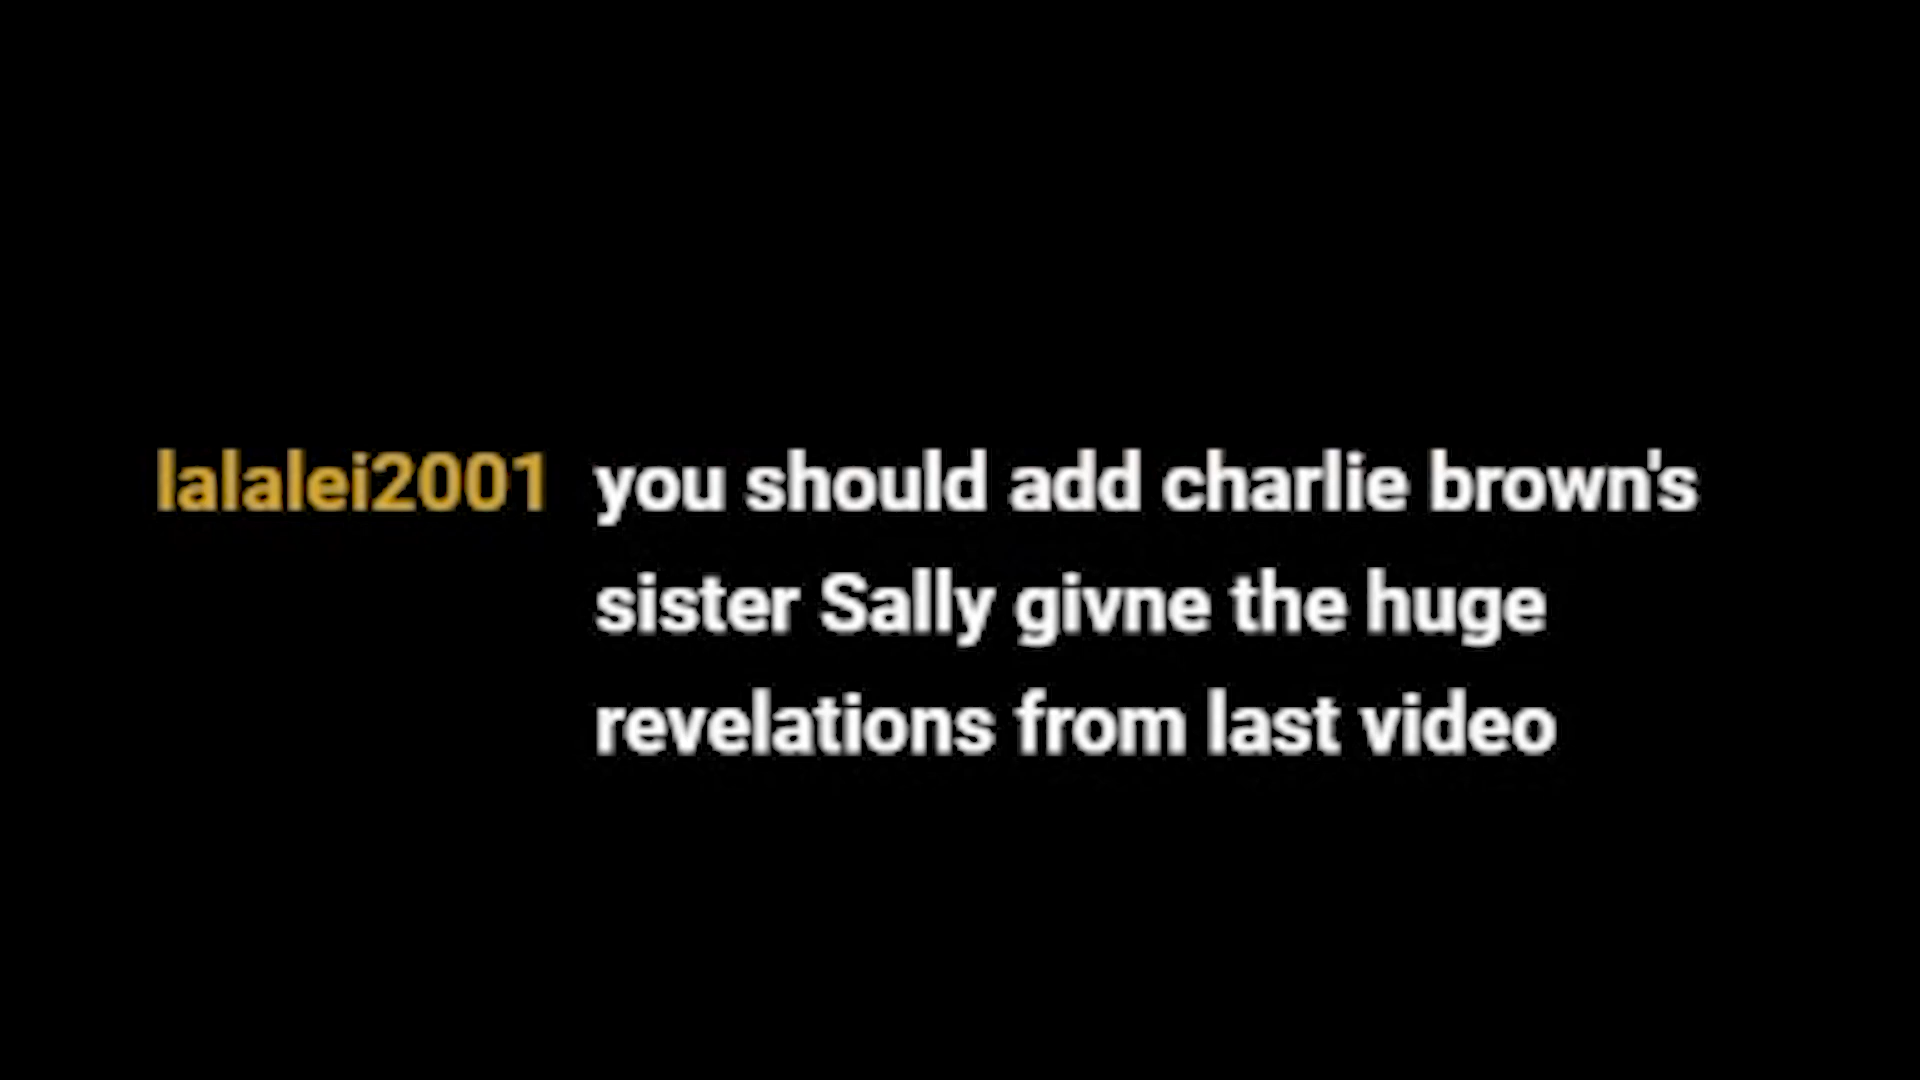 lalalei2001 you should add charlie brown's
sister Sally givne the huge
revelations from last video